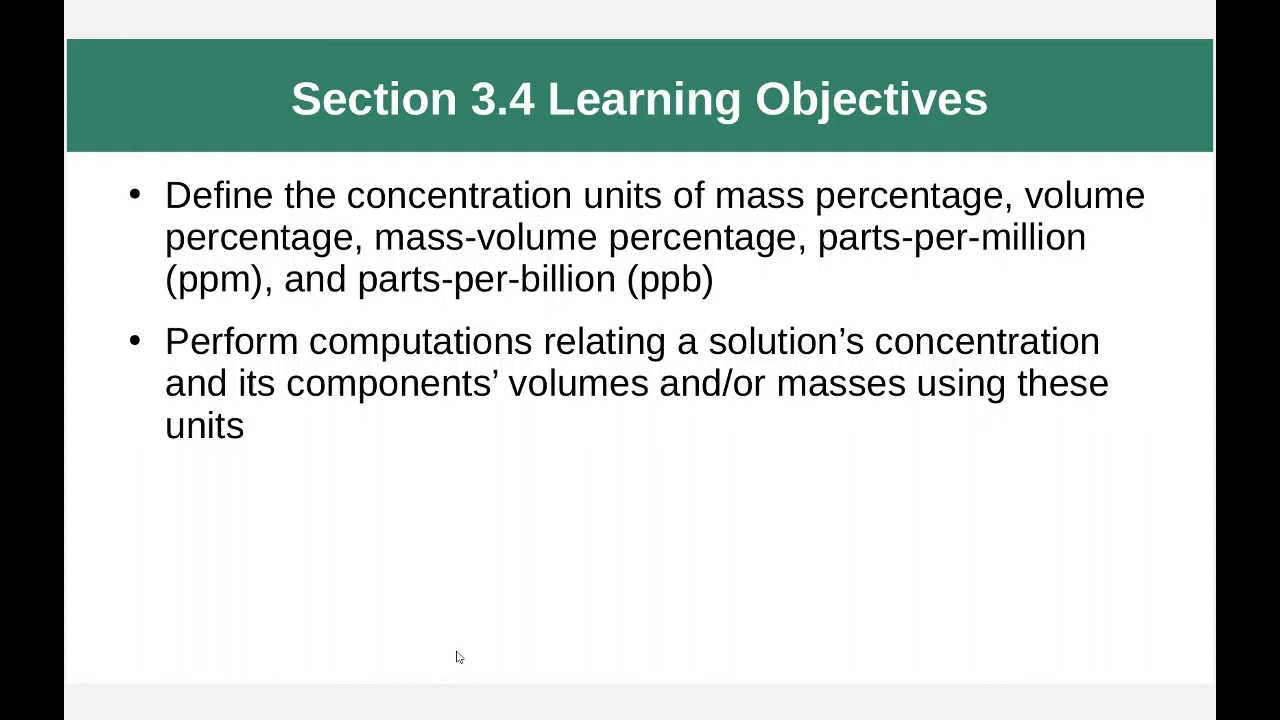 Section 3.4 Learning Objectives
• Define the concentration units of mass percentage, volume
percentage, mass-volume percentage, parts-per-million
(ppm), and parts-per-billion (ppb)
• Perform computations relating a solution’s concentration
and its components’ volumes and/or masses using these
units